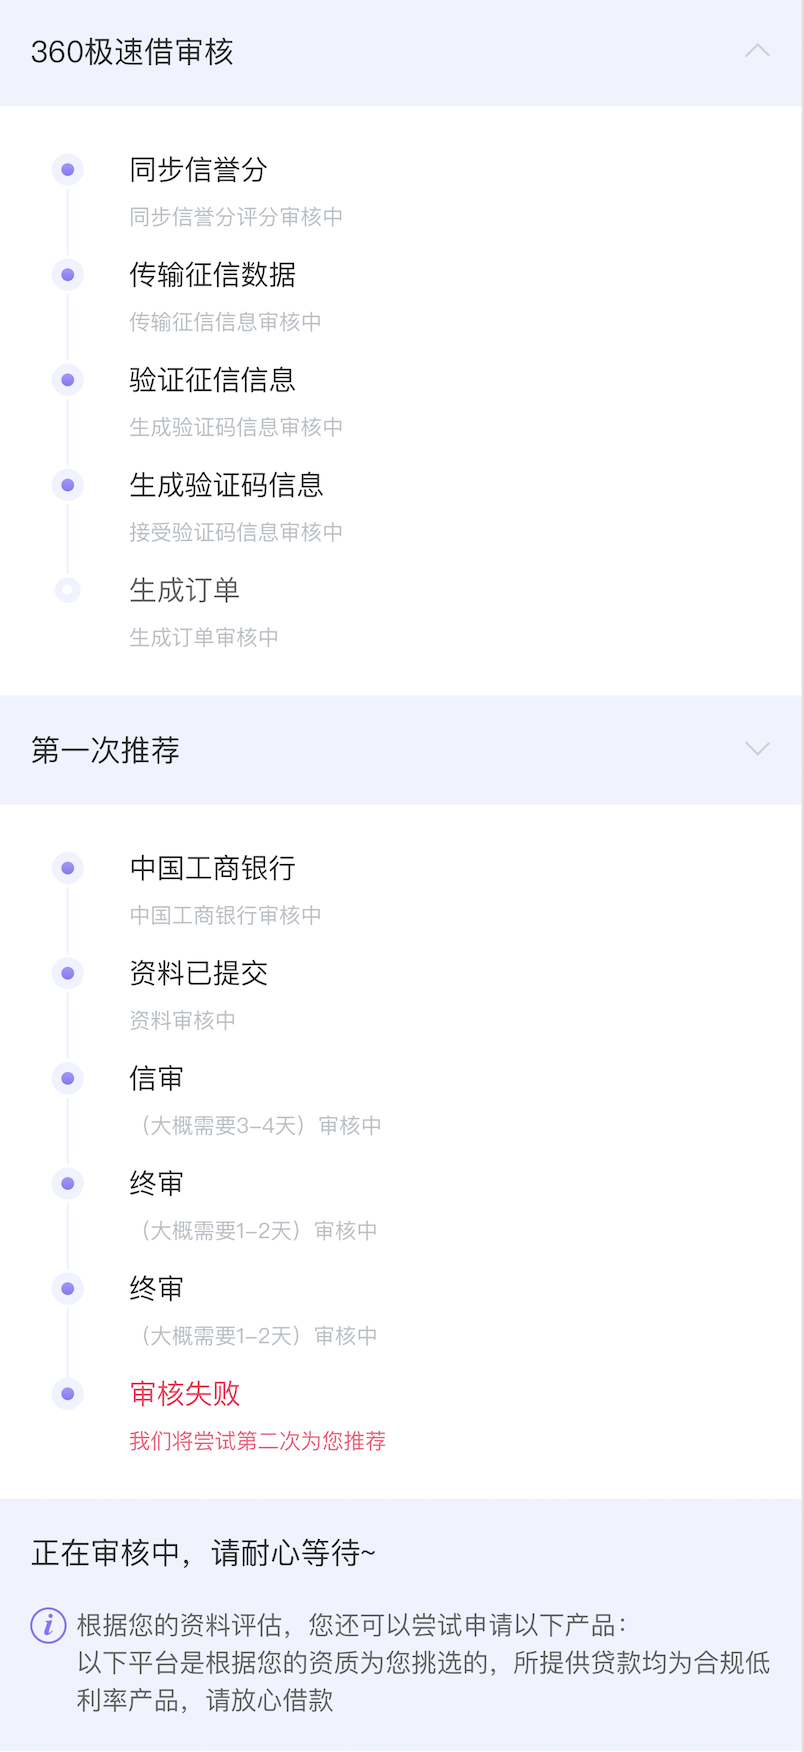 360极速借审核
同步信誉分
同步信誉分评分审核中
传输征信数据
传输征信信息审核中
验证征信信息
生成验证码信息审核中
生成验证码信息
接受验证码信息审核中
生成订单
生成订单审核中
第一次推荐
中国工商银行
中国工商银行审核中
资料已提交
资料审核中
信审
（大概需要3-4天）审核中
终审
（大概需要1-2天）审核中
终审
（大概需要1-2天）审核中
审核失败
我们将尝试第二次为您推荐
正在审核中，请耐心等待~
根据您的资料评估，您还可以尝试申请以下产品：
以下平台是根据您的资质为您挑选的，所提供贷款均为合规低
利率产品，请放心借款